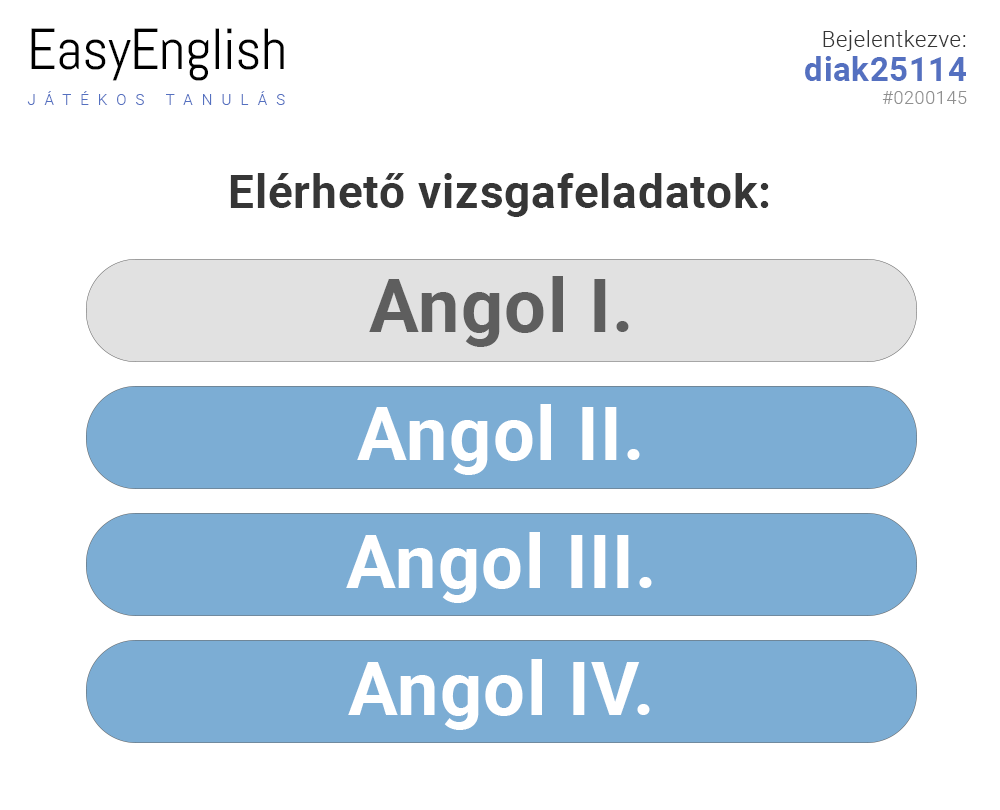 EasyEnglish
JÁTÉKOS TANULÁS
Bejelentkezve:
diak25114
#0200145
Elérhető vizsgafeladatok:
Angol I.
Angol II.
Angol III.
Angol IV.